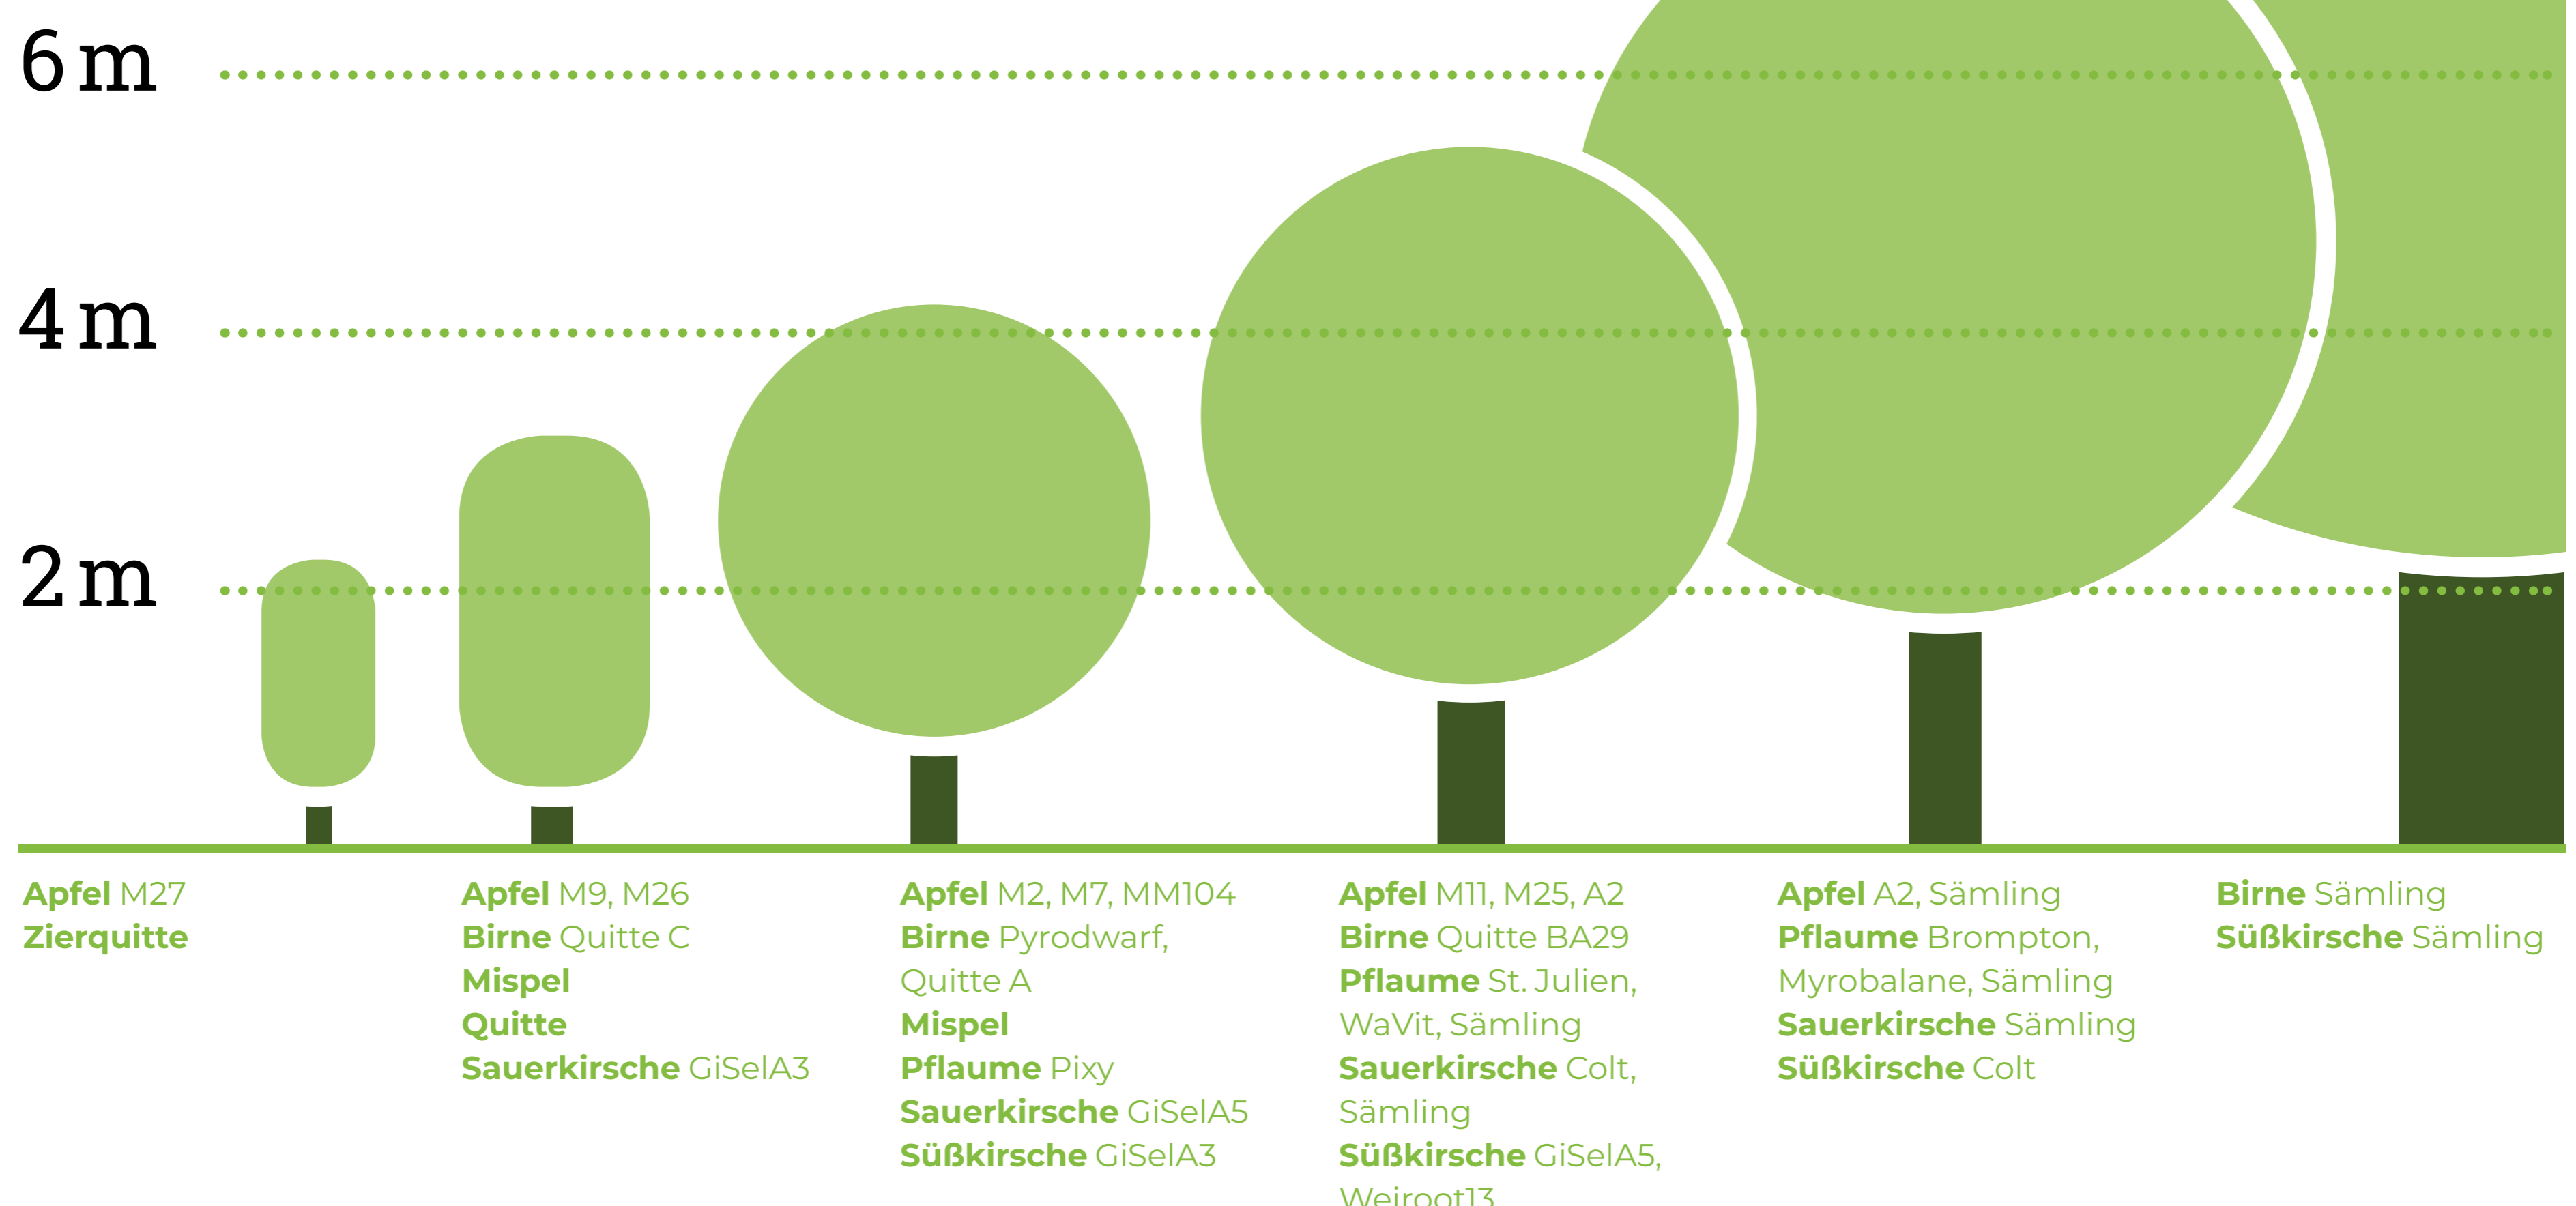 6 m
4 m
2 m
Apfel M27
Zierquitte
Apfel M9, M26
Birne Quitte C
Mispel
Quitte
Sauerkirsche GiSelA3
Apfel M2, M7, MM104
Birne Pyrodwarf,
Quitte A
Mispel
Pflaume Pixy
Sauerkirsche GiSelA5
Süßkirsche GiSelA3
Apfel M11, M25, A2
Birne Quitte BA29
Pflaume St. Julien,
WaVit, Sämling
Sauerkirsche Colt,
Sämling
Süßkirsche GiSelA5,
Weiroot13
Apfel A2, Sämling
Pflaume Brompton,
Myrobalane, Sämling
Sauerkirsche Sämling
Süßkirsche Colt
Birne Sämling
Süßkirsche Sämling